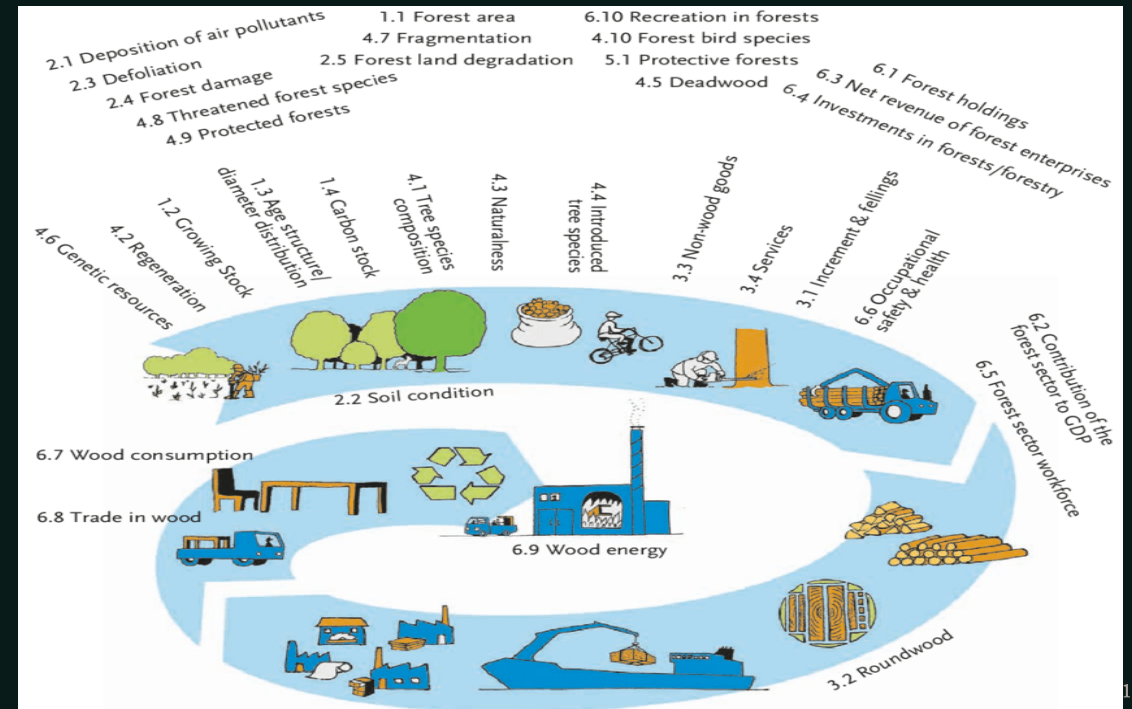 2.1 Deposition of air pollutants
2.3 Defoliation
2.4 Forest damage
4.8 Threatened forest species
4.9 Protected forests
1.1 Forest area
4.7 Fragmentation
2.5 Forest land degradation
6.10 Recreation in forests
4.10 Forest bird species
5.1 Protective forests
4.5 Deadwood
6.1 Forest holdings
6.3 Net revenue of forest enterprises
6.4 Investments in forests/forestry
4.6 Genetic resources
4.2 Regeneration
1.2 Growing Stock
1.3 Age structure/
diameter distribution
1.4 Carbon stock
4.1 Tree species
composition
4.3 Naturalness
4.4 Introduced
tree species
3.3 Non-wood goods
3.4 Services
3.1 Increment & fellings
6.6 Occupational
safety & health
6.2 Contribution of the
forest sector to GDP
6.5 Forest sector workforce
2.2 Soil condition
6.7 Wood consumption
6.8 Trade in wood
6.9 Wood energy
3.2 Roundwood
1